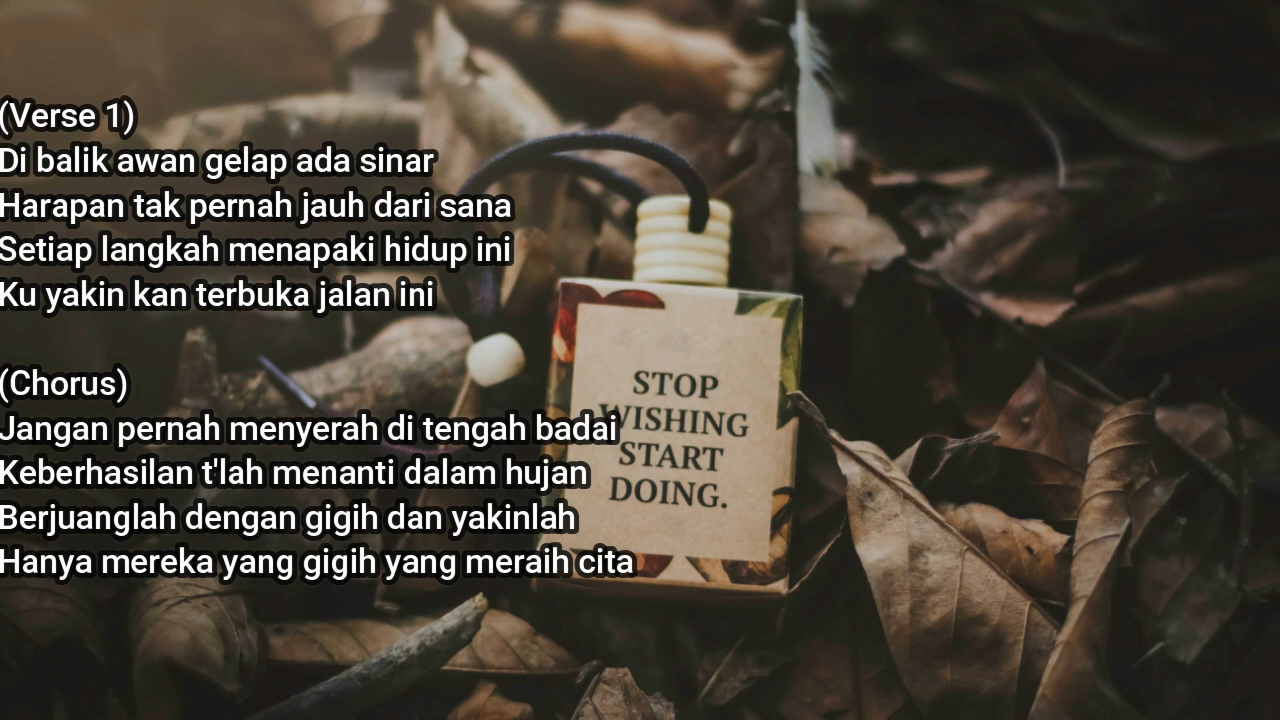 (Verse 1)
Di balik awan gelap ada sinar
Harapan tak pernah jauh dari sana
Setiap langkah menapaki hidup ini
Ku yakin kan terbuka jalan ini
(Chorus)
Jangan pernah menyerah di tengah badai
Keberhasilan t'lah menanti dalam hujan
Berjuanglah dengan gigih dan yakinlah
Hanya mereka yang gigih yang meraih cita
STOP
WISHING
START
DOING.